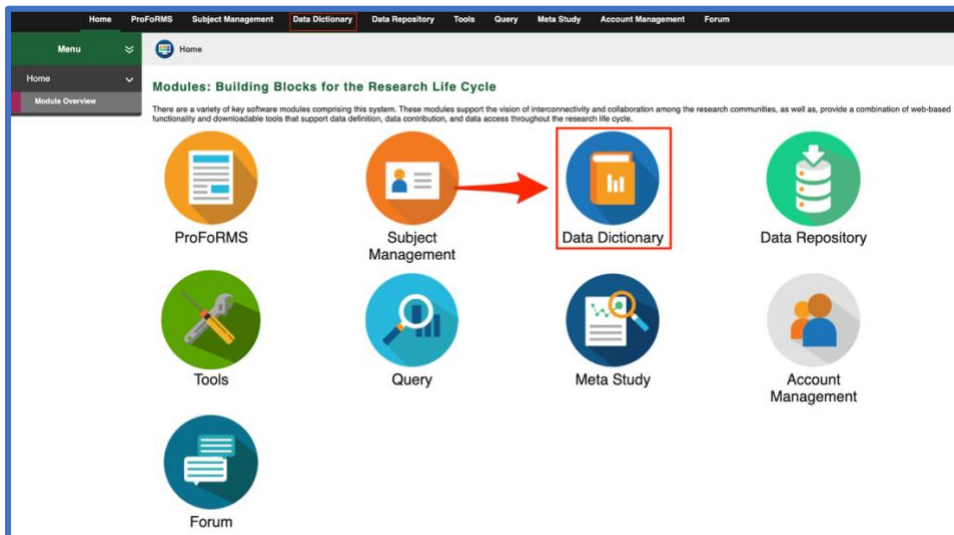 Home ProFoRMS Subject Management Data Dictionary Data Repository Tools Query Meta Study Account Management Forum
Menu
Home
Home
Module Overview
Modules: Building Blocks for the Research Life Cycle
There are a variety of key software modules comprising this system. These modules support the vision of interconnectivity and collaboration among the research communities, as well as, provide a combination of web-based
functionality and downloadable tools that support data definition, data contribution, and data access throughout the research life cycle.
ProFoRMS
Subject
Management
Data Dictionary
Data Repository
Tools
Query
Meta Study
Account
Management
Forum